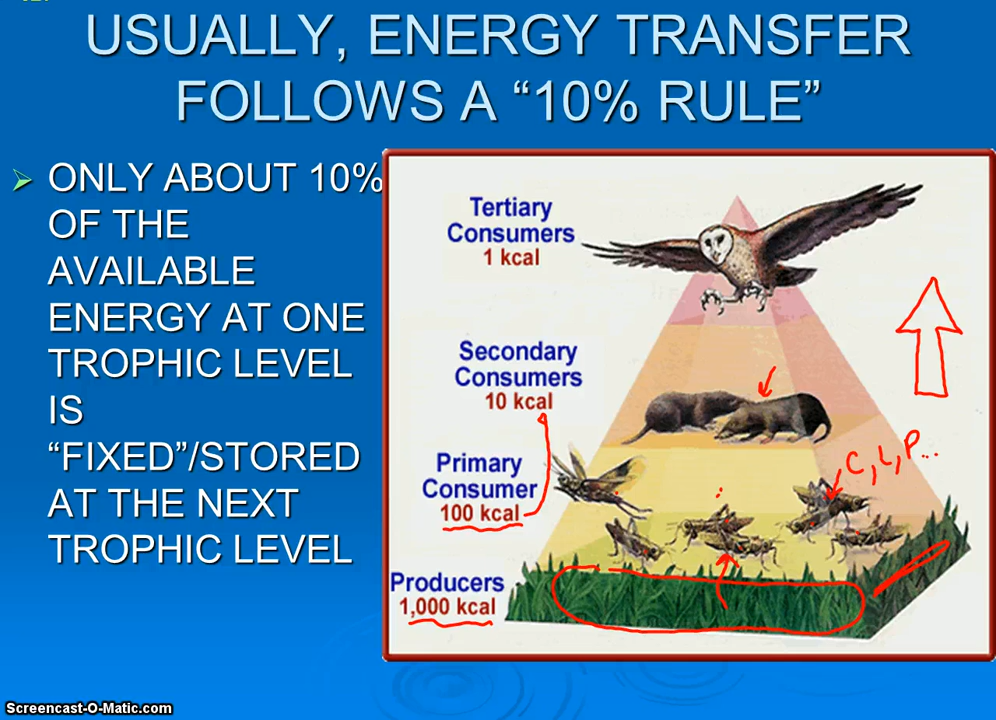 USUALLY, ENERGY TRANSFER
FOLLOWS A “10% RULE”
ONLY ABOUT 10%
OF THE
AVAILABLE
ENERGY AT ONE
TROPHIC LEVEL
IS
“FIXED”/STORED
AT THE NEXT
TROPHIC LEVEL
Tertiary
Consumers
1 kcal
Secondary
Consumers
10 kcal
Primary
Consumer
100 kcal
C, L, P...
Producers
1,000 kcal
Screencast-O-Matic.com